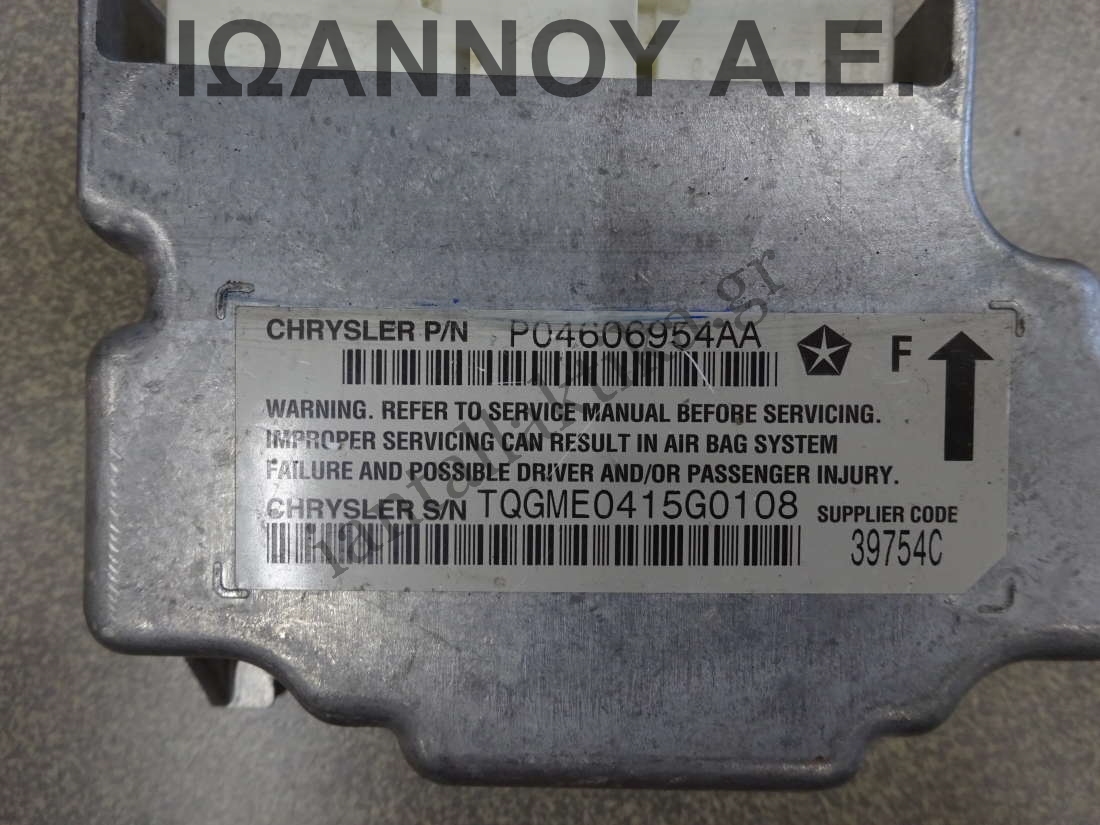 ΙΩΑΝΝΟΥ Α.Ε.
CHRYSLER P/N P04606954AA F
WARNING. REFER TO SERVICE MANUAL BEFORE SERVICING.
IMPROPER SERVICING CAN RESULT IN AIR BAG SYSTEM
FAILURE AND POSSIBLE DRIVER AND/OR PASSENGER INJURY.
CHRYSLER S/N TQGME0415G0108 SUPPLIER CODE
39754C